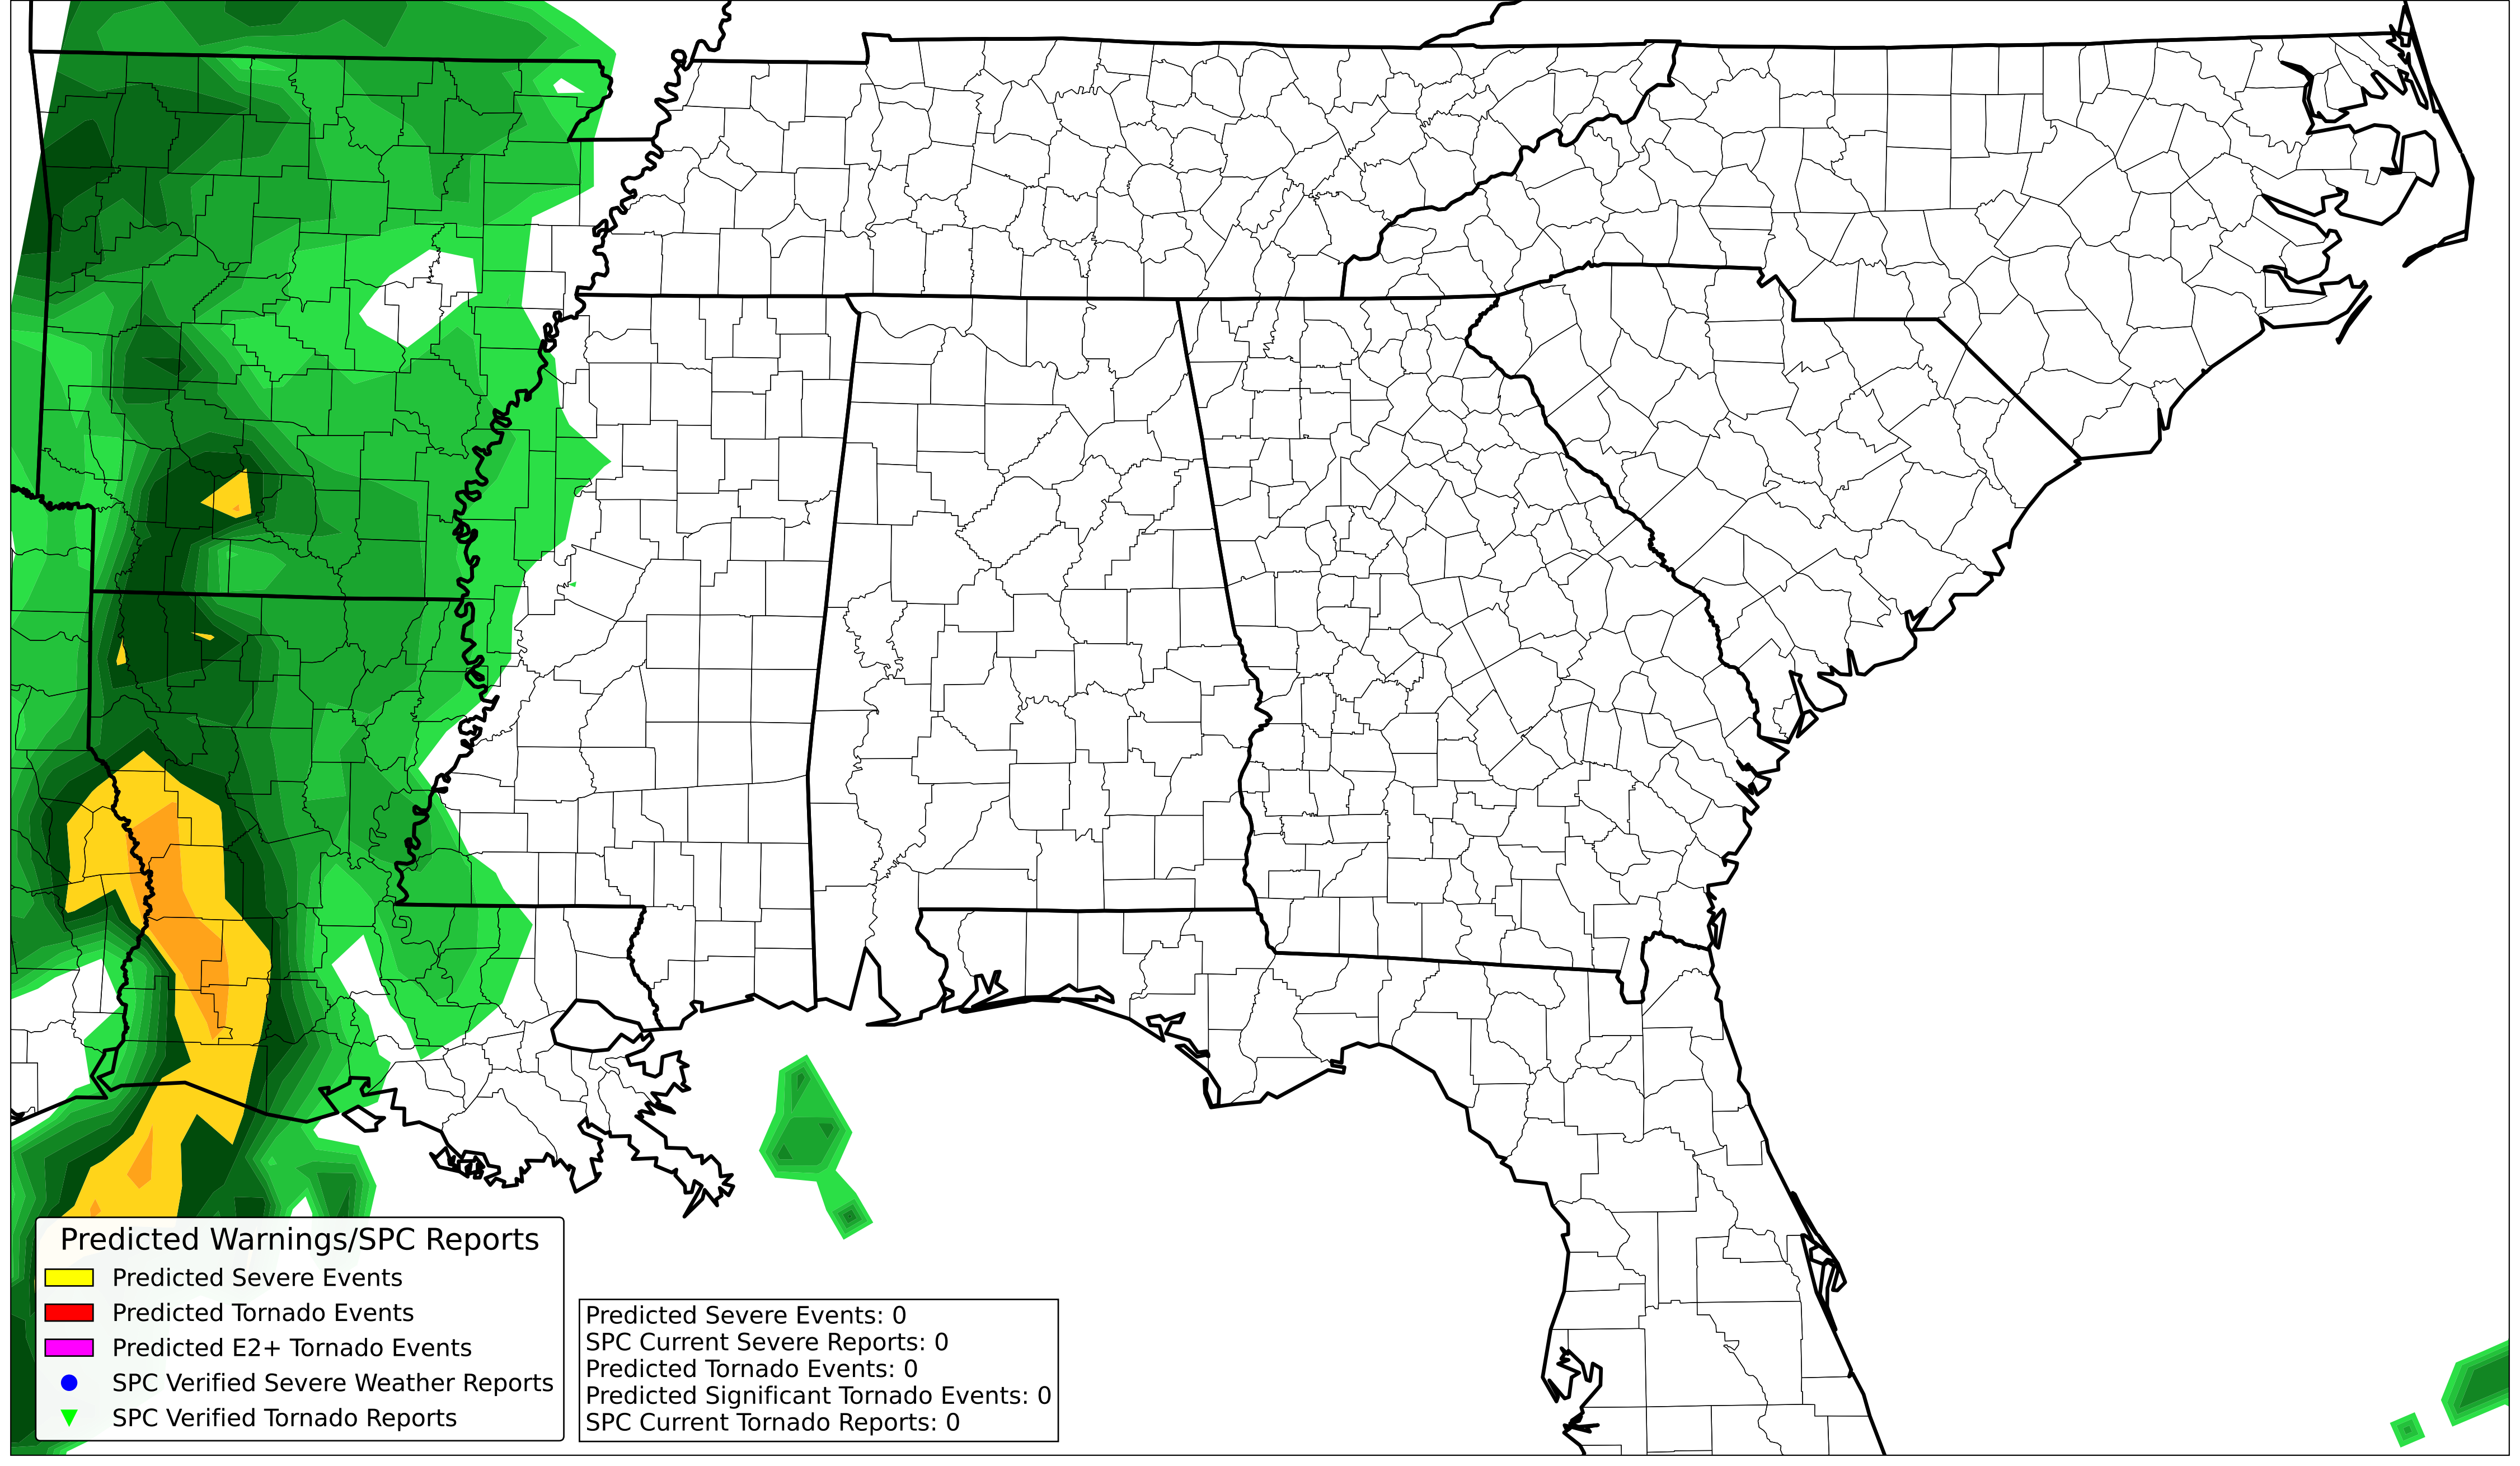 Predicted Warnings/SPC Reports
Predicted Severe Events
Predicted Tornado Events
Predicted E2+ Tornado Events
SPC Verified Severe Weather Reports
SPC Verified Tornado Reports
Predicted Severe Events: 0
SPC Current Severe Reports: 0
Predicted Tornado Events: 0
Predicted Significant Tornado Events: 0
SPC Current Tornado Reports: 0